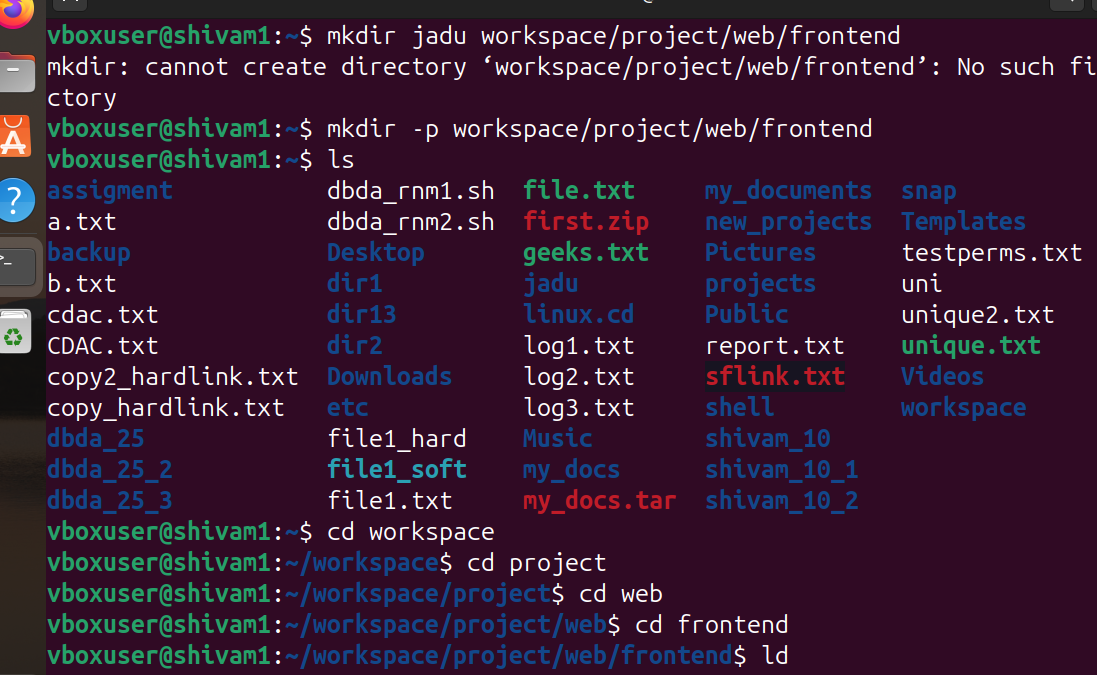 vboxuser@shivam1:~$ mkdir jadu workspace/project/web/frontend
mkdir: cannot create directory ‘workspace/project/web/frontend’: No such fi
ctory
vboxuser@shivam1:~$ mkdir -p workspace/project/web/frontend
vboxuser@shivam1:~$ ls
assigment dbda_rnm1.sh file.txt my_documents snap
a.txt dbda_rnm2.sh first.zip new_projects Templates
backup Desktop geeks.txt Pictures testperms.txt
b.txt dir1 jadu projects uni
cdac.txt dir13 linux.cd Public unique2.txt
CDAC.txt dir2 log1.txt report.txt unique.txt
copy2_hardlink.txt Downloads log2.txt sflink.txt Videos
copy_hardlink.txt etc log3.txt shell workspace
dbda_25 file1_hard Music shivam_10
dbda_25_2 file1_soft my_docs shivam_10_1
dbda_25_3 file1.txt my_docs.tar shivam_10_2
vboxuser@shivam1:~$ cd workspace
vboxuser@shivam1:~/workspace$ cd project
vboxuser@shivam1:~/workspace/project$ cd web
vboxuser@shivam1:~/workspace/project/web$ cd frontend
vboxuser@shivam1:~/workspace/project/web/frontend$ ld